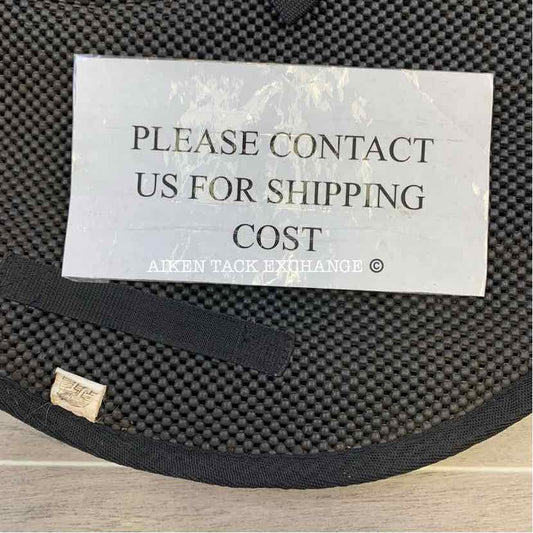 PLEASE CONTACT
US FOR SHIPPING
COST
AIKEN TACK EXCHANGE ©